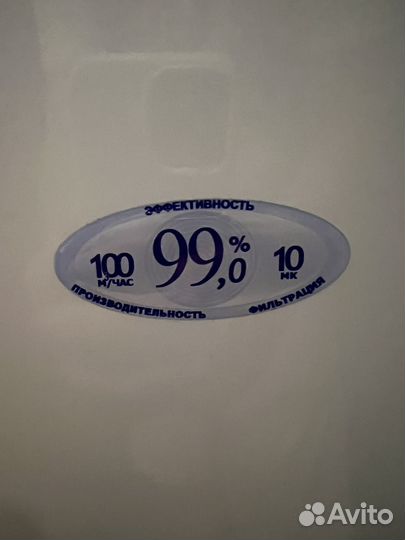 ЭФФЕКТИВНОСТЬ
100 99,0 % 10
М³/ЧАС МК
ПРОИЗВОДИТЕЛЬНОСТЬ ФИЛЬТРАЦИЯ
Avito